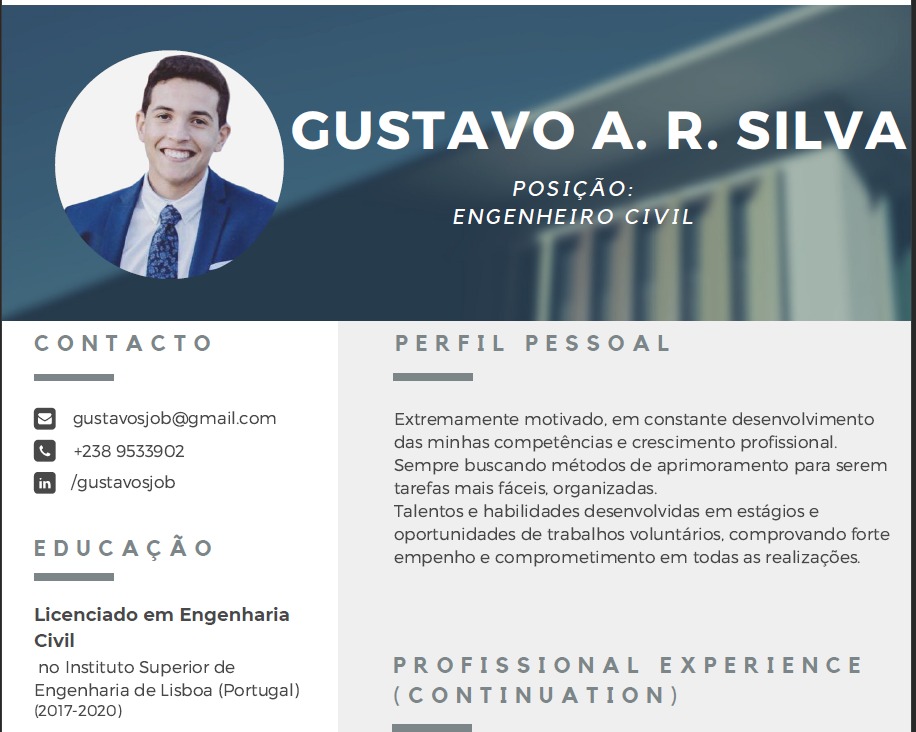 GUSTAVO A. R. SILVA
POSIÇÃO:
ENGENHEIRO CIVIL
CONTACTO
gustavosjob@gmail.com
+238 9533902
in /gustavosjob
EDUCAÇÃO
Licenciado em Engenharia
Civil
no Instituto Superior de
Engenharia de Lisboa (Portugal)
(2017-2020)
PERFIL PESSOAL
Extremamente motivado, em constante desenvolvimento
das minhas competências e crescimento profissional.
Sempre buscando métodos de aprimoramento para serem
tarefas mais fáceis, organizadas.
Talentos e habilidades desenvolvidas em estágios e
oportunidades de trabalhos voluntários, comprovando forte
empenho e comprometimento em todas as realizações.
PROFISSIONAL EXPERIENCE
(CONTINUATION)